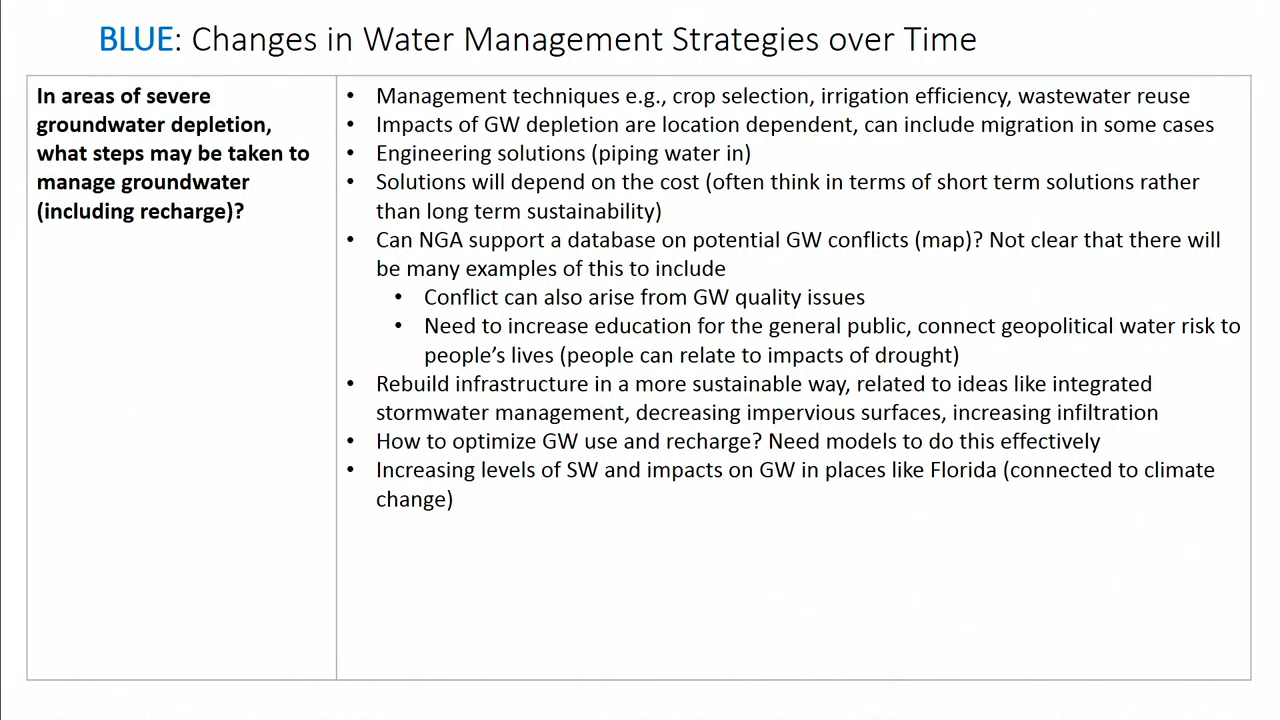 BLUE: Changes in Water Management Strategies over Time
In areas of severe
groundwater depletion,
what steps may be taken to
manage groundwater
(including recharge)?
• Management techniques e.g., crop selection, irrigation efficiency, wastewater reuse
• Impacts of GW depletion are location dependent, can include migration in some cases
• Engineering solutions (piping water in)
• Solutions will depend on the cost (often think in terms of short term solutions rather
than long term sustainability)
• Can NGA support a database on potential GW conflicts (map)? Not clear that there will
be many examples of this to include
• Conflict can also arise from GW quality issues
• Need to increase education for the general public, connect geopolitical water risk to
people’s lives (people can relate to impacts of drought)
• Rebuild infrastructure in a more sustainable way, related to ideas like integrated
stormwater management, decreasing impervious surfaces, increasing infiltration
• How to optimize GW use and recharge? Need models to do this effectively
• Increasing levels of SW and impacts on GW in places like Florida (connected to climate
change)